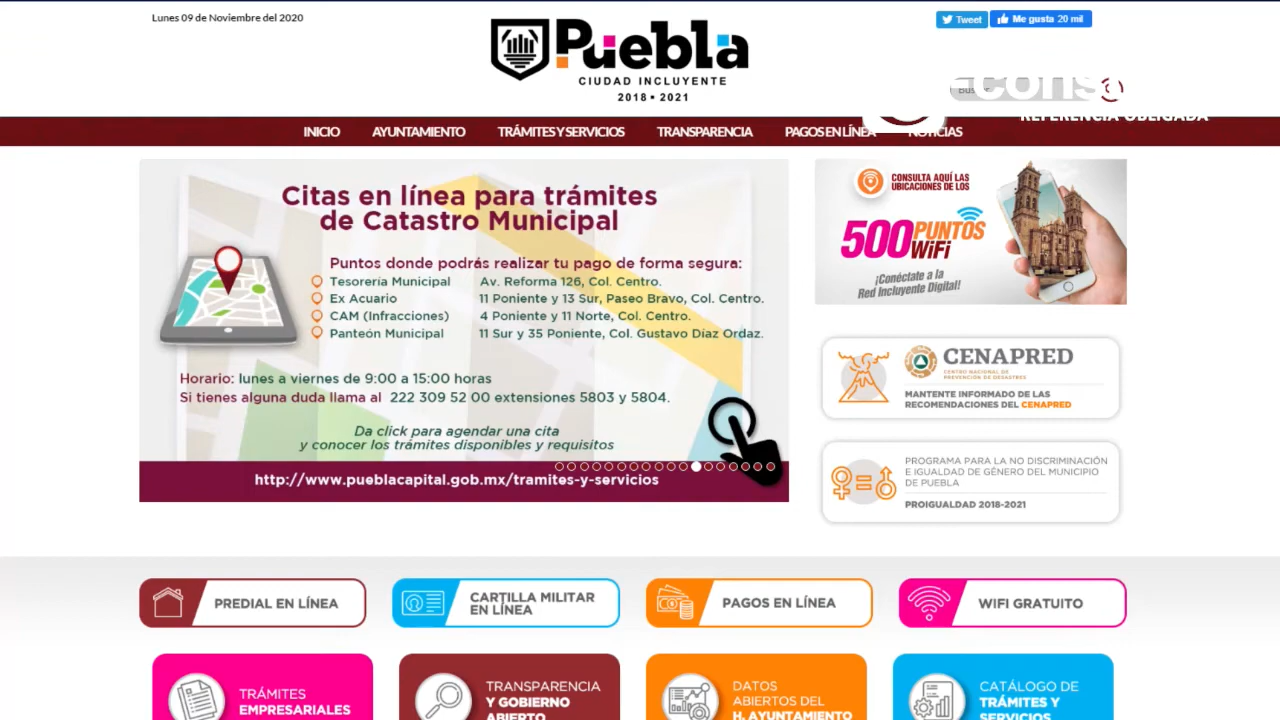 Lunes 09 de Noviembre del 2020
Puebla
CIUDAD INCLUYENTE
2018 • 2021
Tweet
Me gusta 20 mil
INICIO
AYUNTAMIENTO
TRÁMITES Y SERVICIOS
TRANSPARENCIA
PAGOS EN LÍNEA
NOTICIAS
REFERENCIA OBLIGADA
Citas en línea para trámites
de Catastro Municipal
Puntos donde podrás realizar tu pago de forma segura:
Tesorería Municipal Av. Reforma 126, Col. Centro.
Ex Acuario 11 Poniente y 13 Sur, Paseo Bravo, Col. Centro.
CAM (Infracciones) 4 Poniente y 11 Norte, Col. Centro.
Panteón Municipal 11 Sur y 35 Poniente, Col. Gustavo Díaz Ordaz.
Horario: lunes a viernes de 9:00 a 15:00 horas
Si tienes alguna duda llama al 222 309 52 00 extensiones 5803 y 5804.
Da click para agendar una cita
y conocer los trámites disponibles y requisitos
http://www.pueblacapital.gob.mx/tramites-y-servicios
CONSULTA AQUÍ LAS
UBICACIONES DE LOS
500 PUNTOS
WiFi
¡Conéctate a la
Red Incluyente Digital!
CENAPRED
CENTRO NACIONAL DE
PREVENCIÓN DE DESASTRES
MANTENTE INFORMADO DE LAS
RECOMENDACIONES DEL CENAPRED
PROGRAMA PARA LA NO DISCRIMINACIÓN
E IGUALDAD DE GÉNERO DEL MUNICIPIO
DE PUEBLA
PROIGUALDAD 2018-2021
PREDIAL EN LÍNEA
CARTILLA MILITAR
EN LÍNEA
PAGOS EN LÍNEA
WIFI GRATUITO
TRÁMITES
EMPRESARIALES
TRANSPARENCIA
Y GOBIERNO
ABIERTO
DATOS
ABIERTOS DEL
H. AYUNTAMIENTO
CATÁLOGO DE
TRÁMITES Y
SERVICIOS